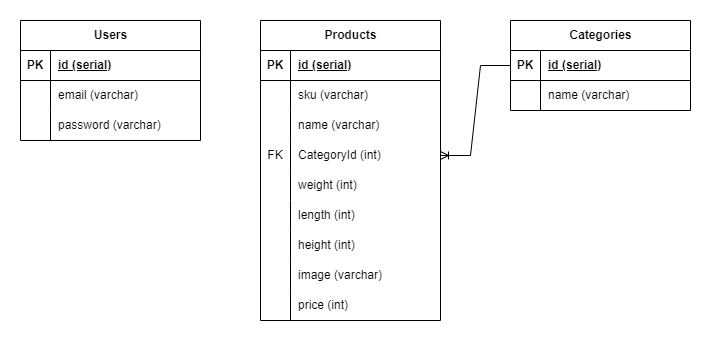 Users
PK id (serial)
email (varchar)
password (varchar)
Products
PK id (serial)
sku (varchar)
name (varchar)
FK CategoryId (int)
weight (int)
length (int)
height (int)
image (varchar)
price (int)
Categories
PK id (serial)
name (varchar)